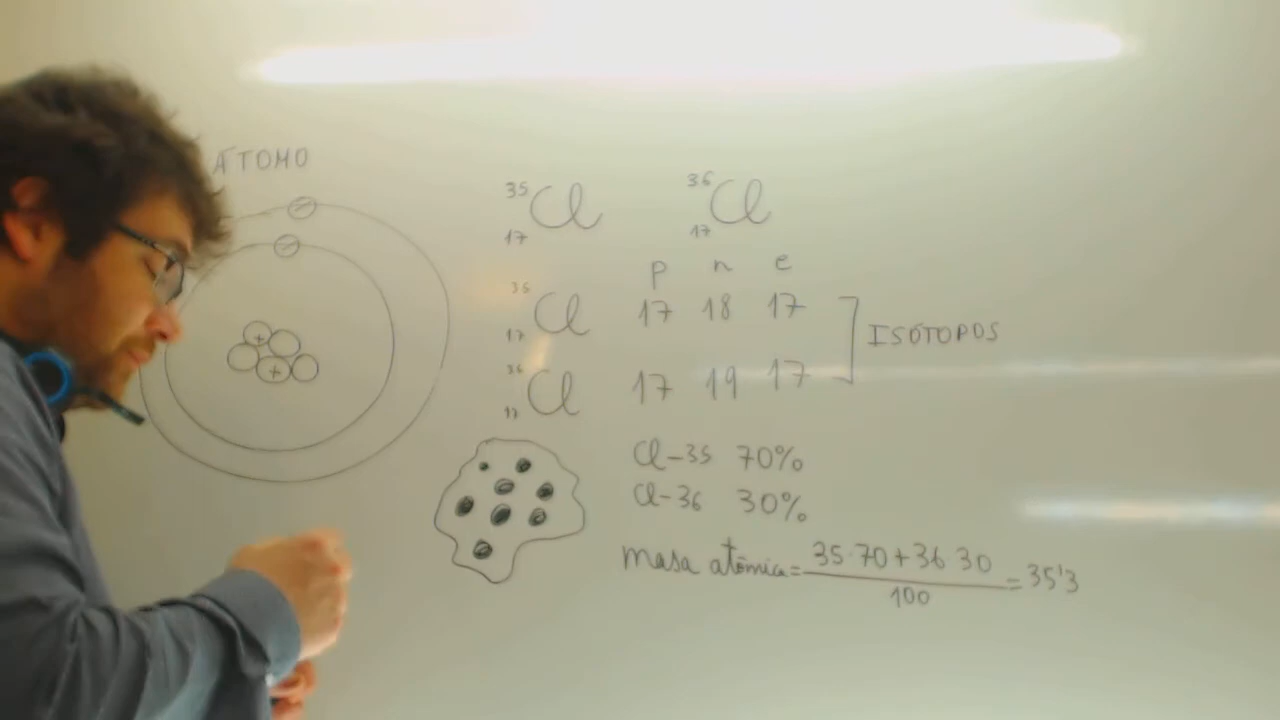 ÁTOMO
35 17 Cl 36 17 Cl
p n e
35 17 Cl 17 18 17
ISÓTOPOS
36 17 Cl 17 19 17
Cl-35 70%
Cl-36 30%
masa atómica = 35·70+36 30 / 100 = 35'3